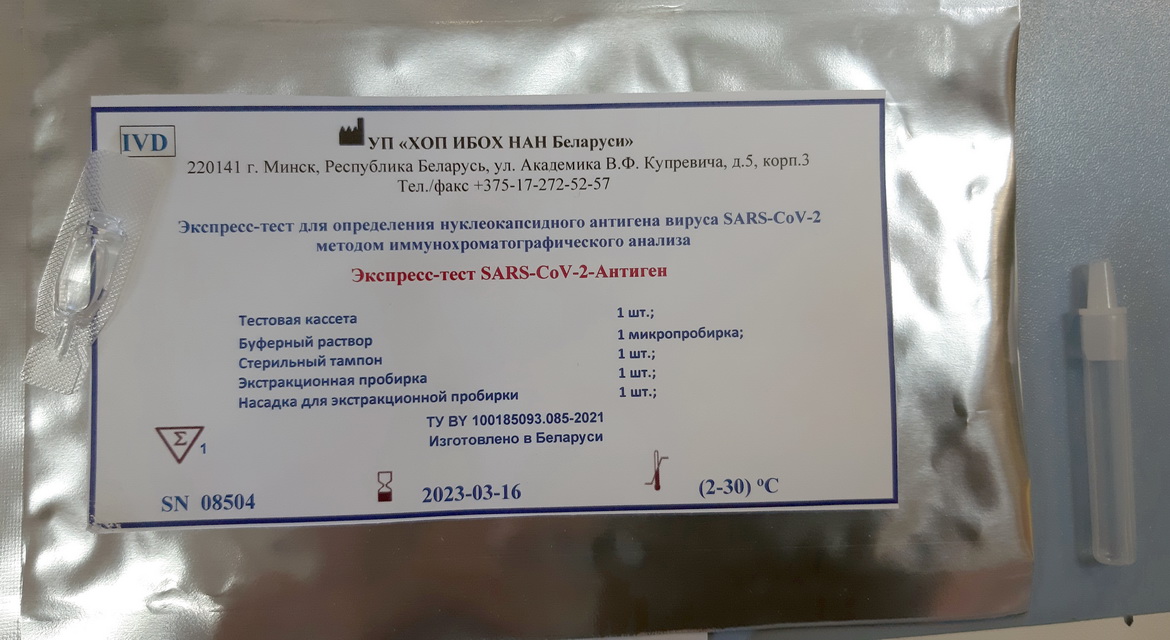 IVD
УП «ХОП ИБОХ НАН Беларуси»
220141 г. Минск, Республика Беларусь, ул. Академика В.Ф. Купревича, д.5, корп.3
Тел./факс +375-17-272-52-57
Экспресс-тест для определения нуклеокапсидного антигена вируса SARS-CoV-2
методом иммунохроматографического анализа
Экспресс-тест SARS-CoV-2-Антиген
Тестовая кассета 1 шт.;
Буферный раствор 1 микропробирка;
Стерильный тампон 1 шт.;
Экстракционная пробирка 1 шт.;
Насадка для экстракционной пробирки 1 шт.;
ТУ BY 100185093.085-2021
Изготовлено в Беларуси
Σ 1
SN 08504 2023-03-16 (2-30) ºC